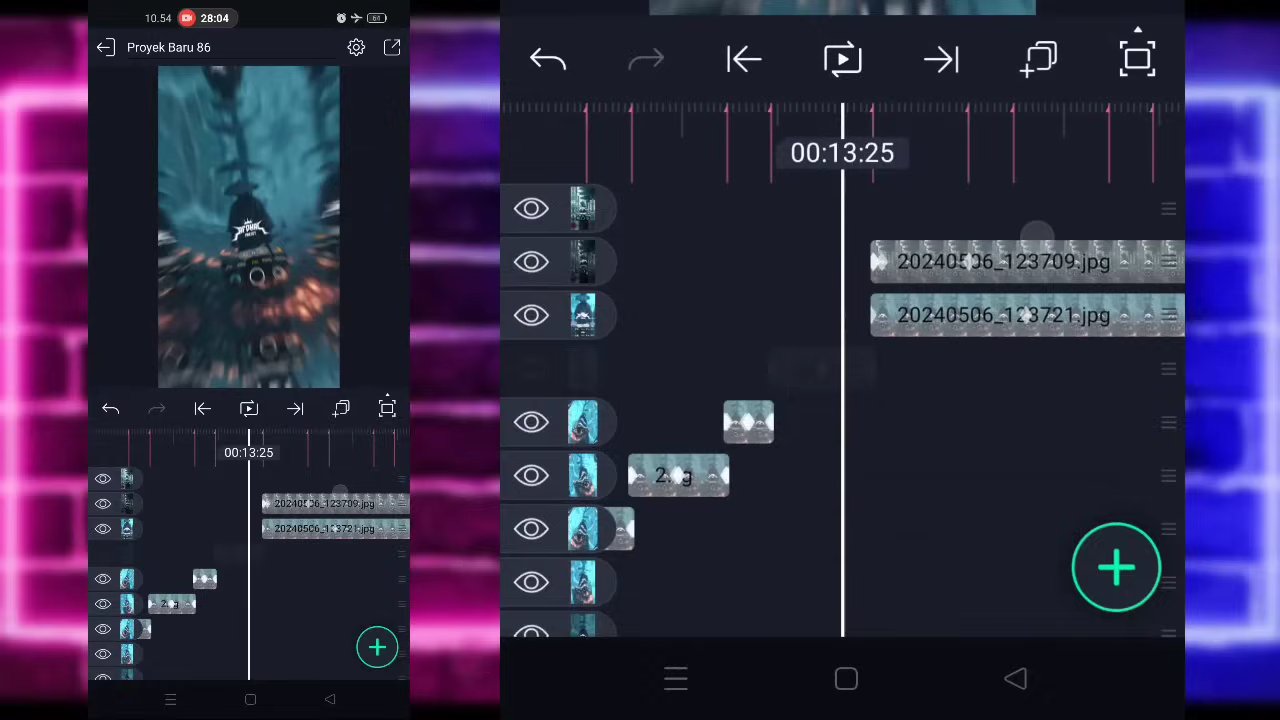 10.54
28:04
64
Proyek Baru 86
00:13:25
20240506_123709.jpg
20240506_123721.jpg
00:13:25
20240506_123709.jpg
20240506_123721.jpg